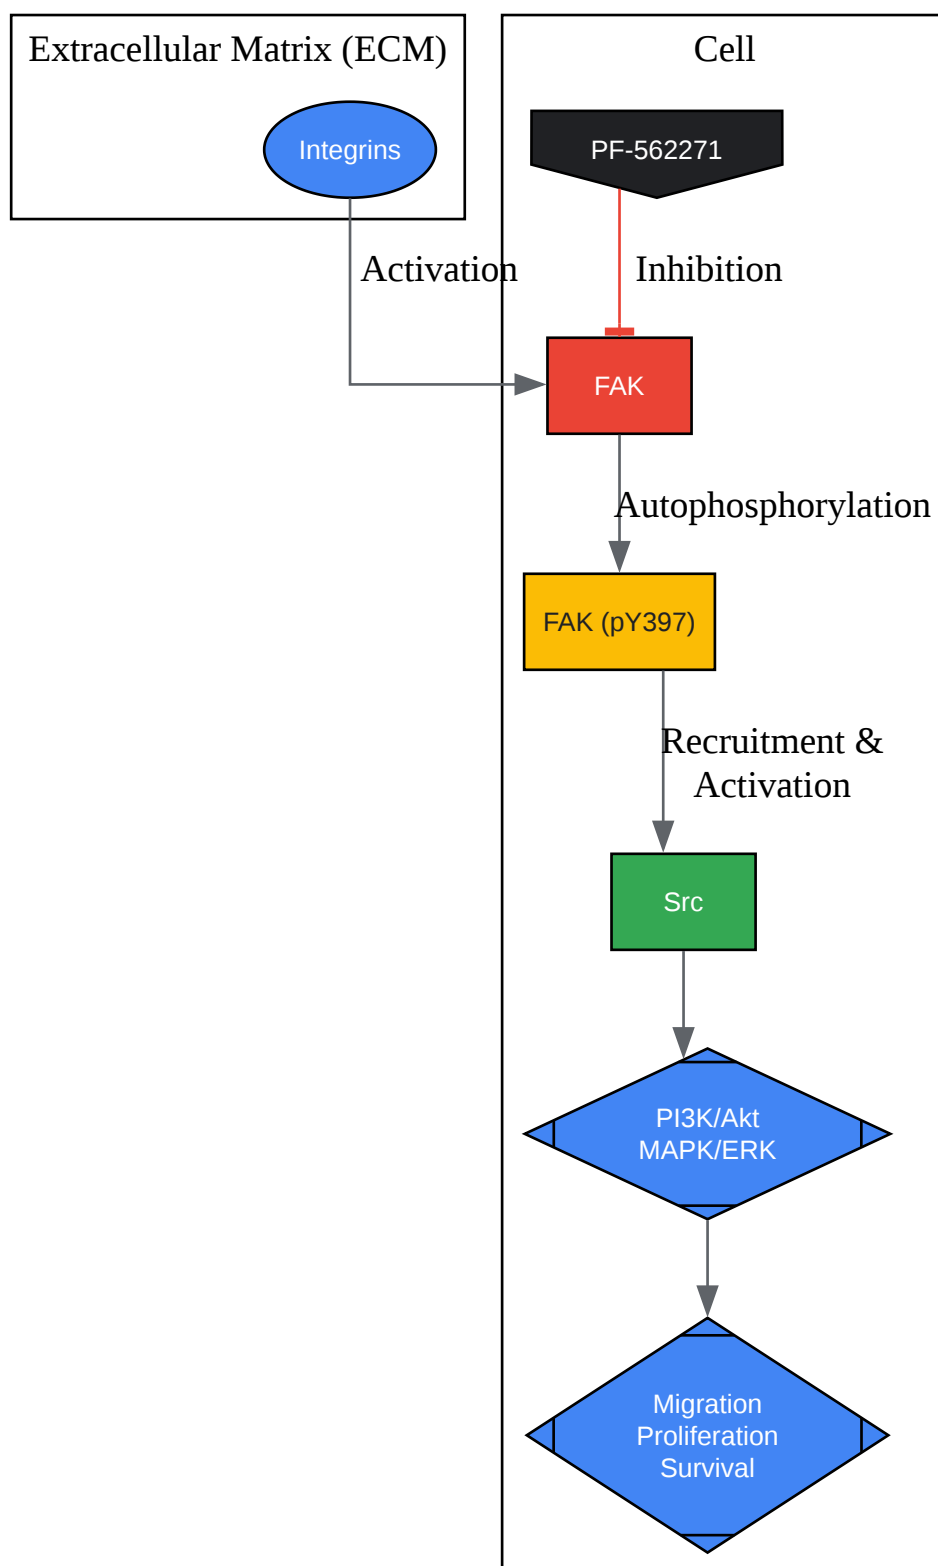 Extracellular Matrix (ECM)
Cell
Integrins
PF-562271
Activation
Inhibition
FAK
Autophosphorylation
FAK (pY397)
Recruitment &
Activation
Src
PI3K/Akt
MAPK/ERK
Migration
Proliferation
Survival